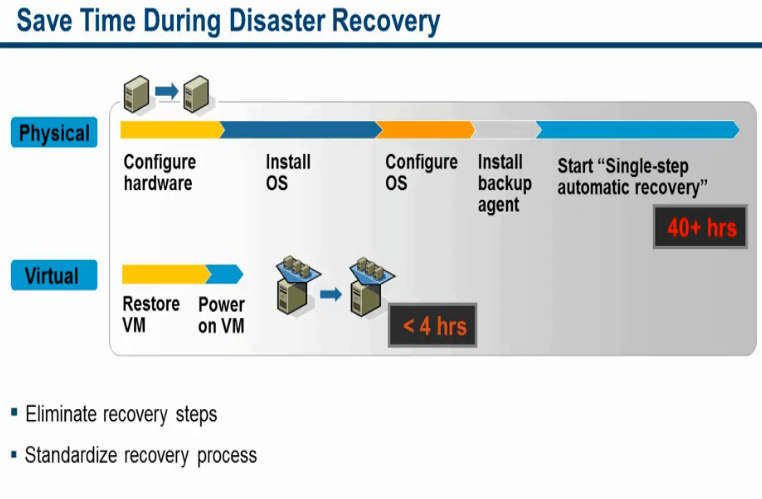 Save Time During Disaster Recovery
Physical
Configure
hardware
Install
OS
Configure
OS
Install
backup
agent
Start “Single-step
automatic recovery”
40+ hrs
Virtual
Restore
VM
Power
on VM
< 4 hrs
▪ Eliminate recovery steps
▪ Standardize recovery process